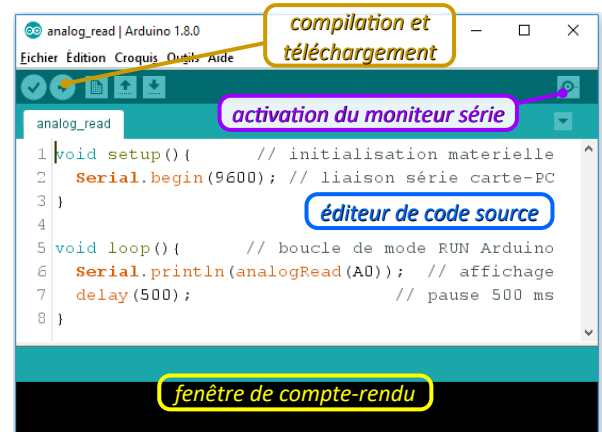 analog_read | Arduino 1.8.0
compilation et
téléchargement
Fichier Édition Croquis Outils Aide
activation du moniteur série
analog_read
1 void setup(){ // initialisation materielle
2 Serial.begin(9600); // liaison série carte-PC
3 }
éditeur de code source
4
5 void loop(){ // boucle de mode RUN Arduino
6 Serial.println(analogRead(A0)); // affichage
7 delay(500); // pause 500 ms
8 }
fenêtre de compte-rendu